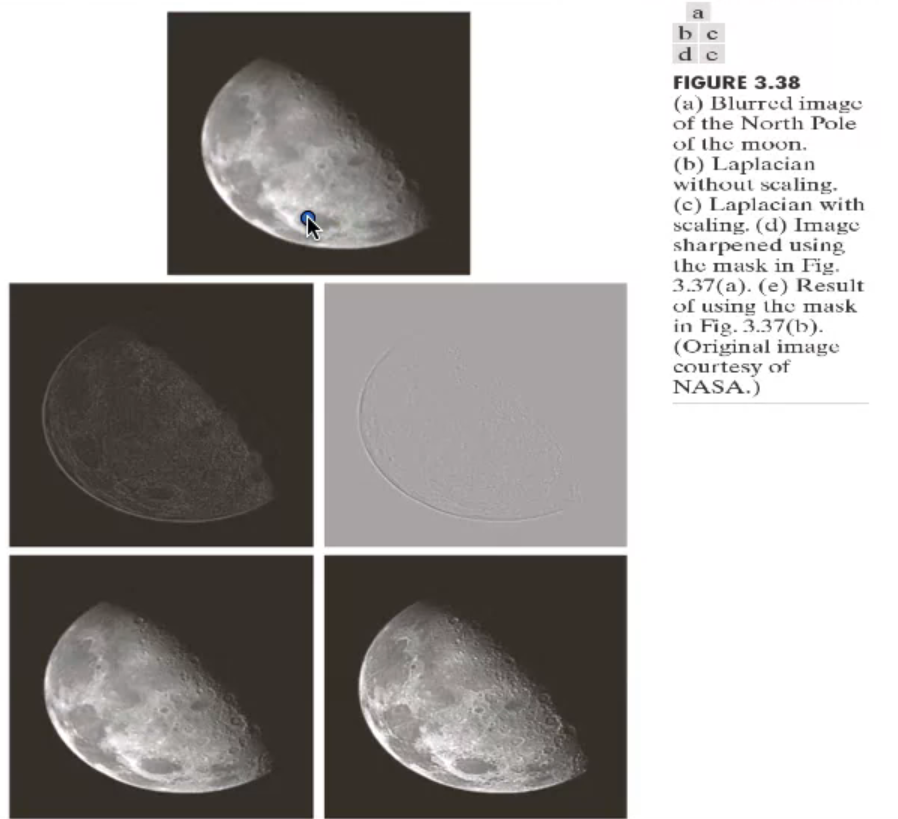 a
b c
d e
FIGURE 3.38
(a) Blurred image
of the North Pole
of the moon.
(b) Laplacian
without scaling.
(c) Laplacian with
scaling. (d) Image
sharpened using
the mask in Fig.
3.37(a). (e) Result
of using the mask
in Fig. 3.37(b).
(Original image
courtesy of
NASA.)